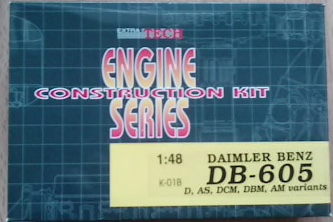 EXTRA TECH
ENGINE
CONSTRUCTION KIT
SERIES
1:48
DAIMLER BENZ
K-01B
DB-605
D, AS, DCM, DBM, AM variants